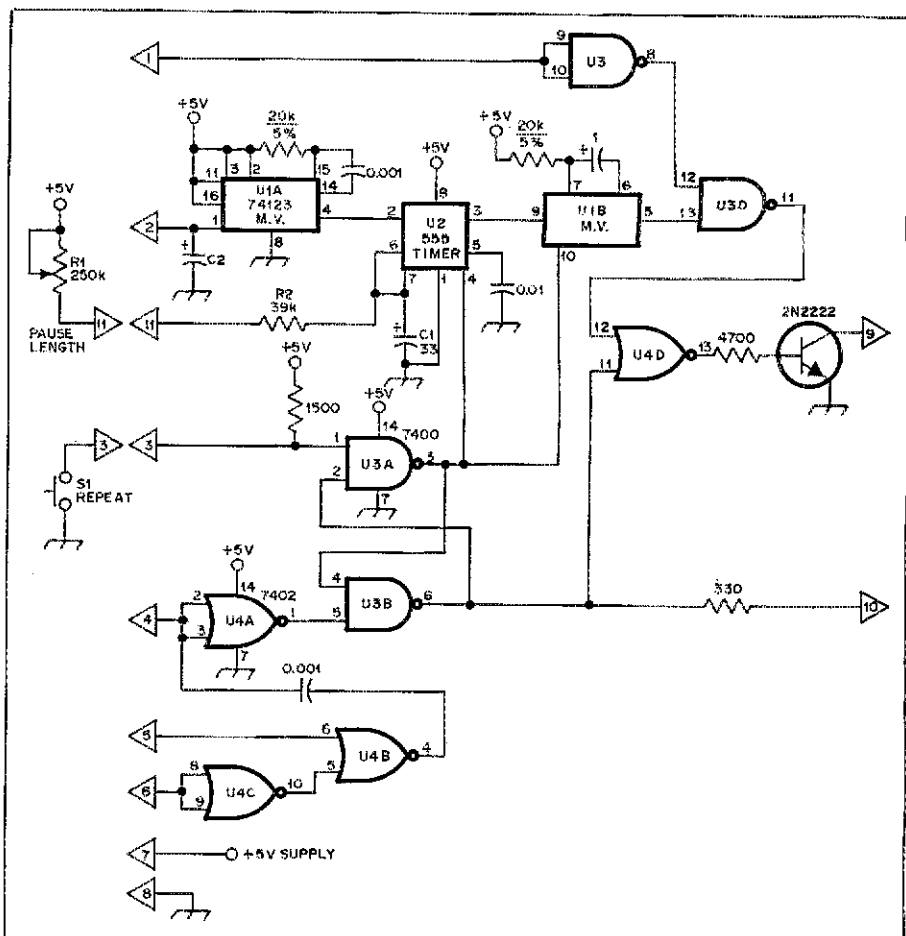 1
9
10
U3
8
+5V
20k
5%
+5V
20k
5%
1
+
+5V
11
3
2
15
0.001
14
16
U1A
74123
M.V.
4
1
8
+5V
8
2
U2
555
TIMER
3
6
5
7
1
4
0.01
7
6
9
U1B
M.V.
5
10
12
13
U3D
11
2
+
C2
+5V
R1
250k
PAUSE
LENGTH
11
11
R2
39k
+
C1
33
+5V
1500
12
11
U4D
13
4700
2N2222
9
3
3
S1
REPEAT
+5V
14
7400
1
2
U3A
3
7
+5V
14
7402
4
2
3
U4A
1
7
4
5
U3B
6
330
10
0.001
5
6
5
U4B
4
6
8
9
U4C
10
7
+5V SUPPLY
8